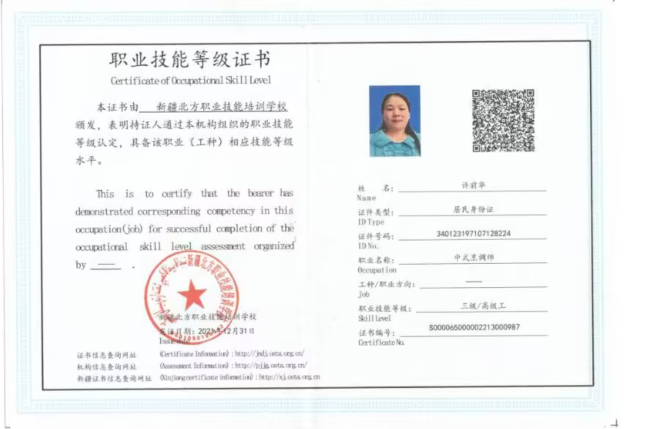 职业技能等级证书
Certificate of Occupational Skill Level
本证书由 新疆北方职业技能培训学校
颁发，表明持证人通过本机构组织的职业技能
等级认定，具备该职业（工种）相应技能等级
水平。
This is to certify that the bearer has
demonstrated corresponding competency in this
occupation(job) for successful completion of the
occupational skill level assessment organized
by —— .
新疆北方职业技能培训学校
发证日期：2021年12月31日
Issue date
证书信息查询网址 (Certificate Information)：http://jndj.osta.org.cn/
机构信息查询网址 (Assessment Information)：http://pjjg.osta.org.cn/
新疆证书信息查询网址 (Xinjiang certificate information)：http://xj.osta.org.cn
姓 名： 许前华
Name
证件类型： 居民身份证
ID Type
证件号码： 340123197107128224
ID No.
职业名称： 中式烹调师
Occupation
工种/职业方向： ——
Job
职业技能等级： 三级/高级工
Skill Level
证书编号： S000065000002213000987
Certificate No.